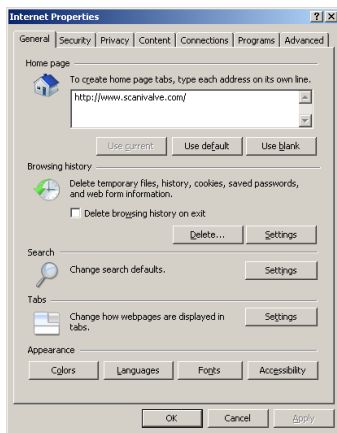 Internet Properties
General Security Privacy Content Connections Programs Advanced
Home page
To create home page tabs, type each address on its own line.
http://www.scanivalve.com/
Use current Use default Use blank
Browsing history
Delete temporary files, history, cookies, saved passwords,
and web form information.
Delete browsing history on exit
Delete... Settings
Search
Change search defaults. Settings
Tabs
Change how webpages are displayed in
tabs. Settings
Appearance
Colors Languages Fonts Accessibility
OK Cancel Apply